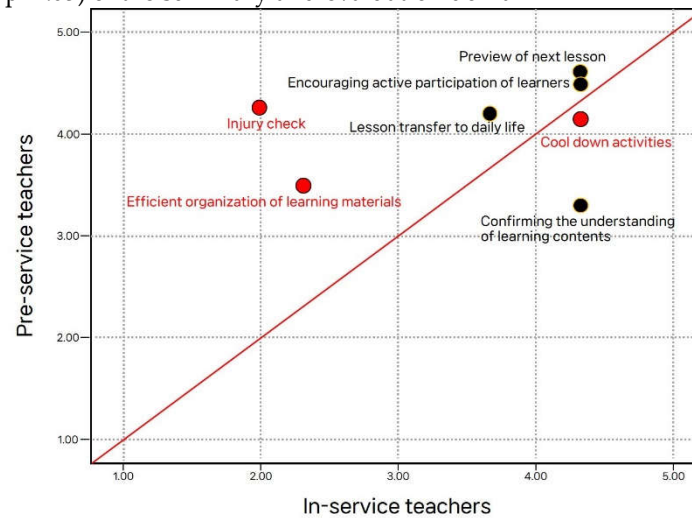 5.00
Preview of next lesson
Encouraging active participation of learners
Injury check
Lesson transfer to daily life
4.00
Cool down activities
Efficient organization of learning materials
Confirming the understanding
of learning contents
3.00
Pre-service teachers
2.00
1.00
1.00 2.00 3.00 4.00 5.00
In-service teachers